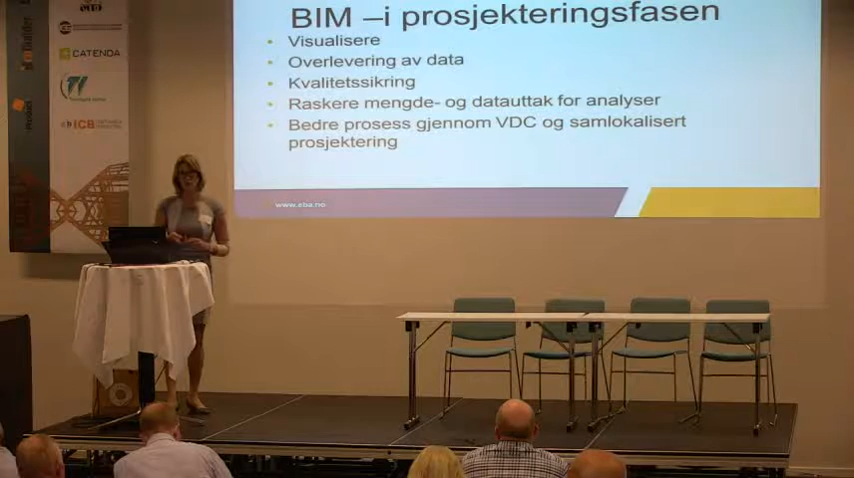 BIM –i prosjekteringsfasen
Visualisere
Overlevering av data
Kvalitetssikring
Raskere mengde- og datauttak for analyser
Bedre prosess gjennom VDC og samlokalisert
prosjektering
www.eba.no
CATENDA
ICB